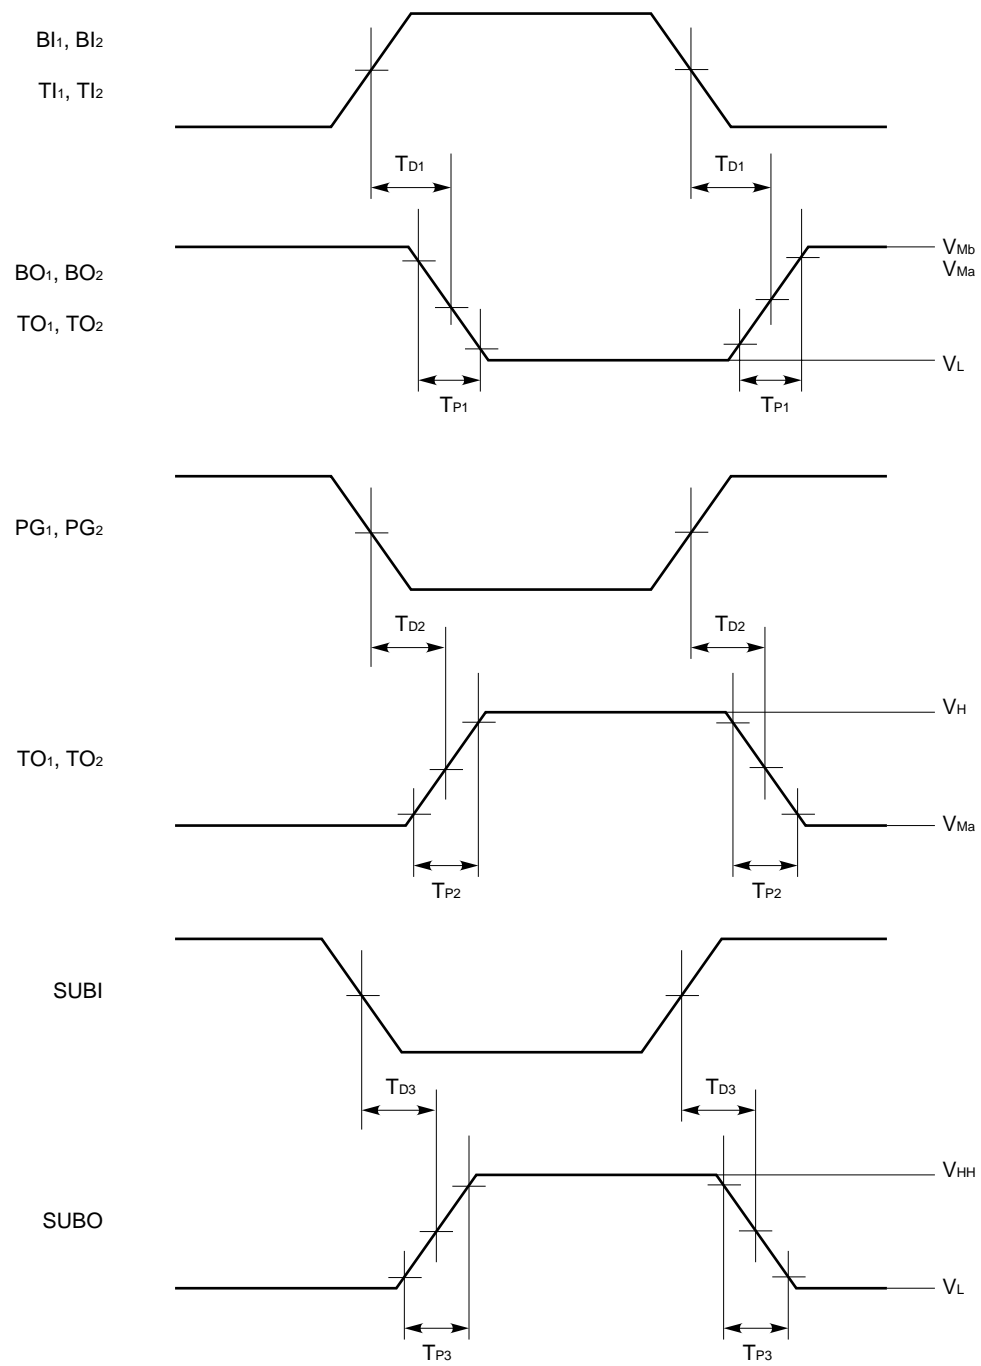 BI1, BI2
TI1, TI2
TD1 TD1
BO1, BO2
TO1, TO2
VMb
VMa
VL
TP1 TP1
PG1, PG2
TD2 TD2
TO1, TO2
VH
VMa
TP2 TP2
SUBI
TD3 TD3
SUBO
VHH
VL
TP3 TP3